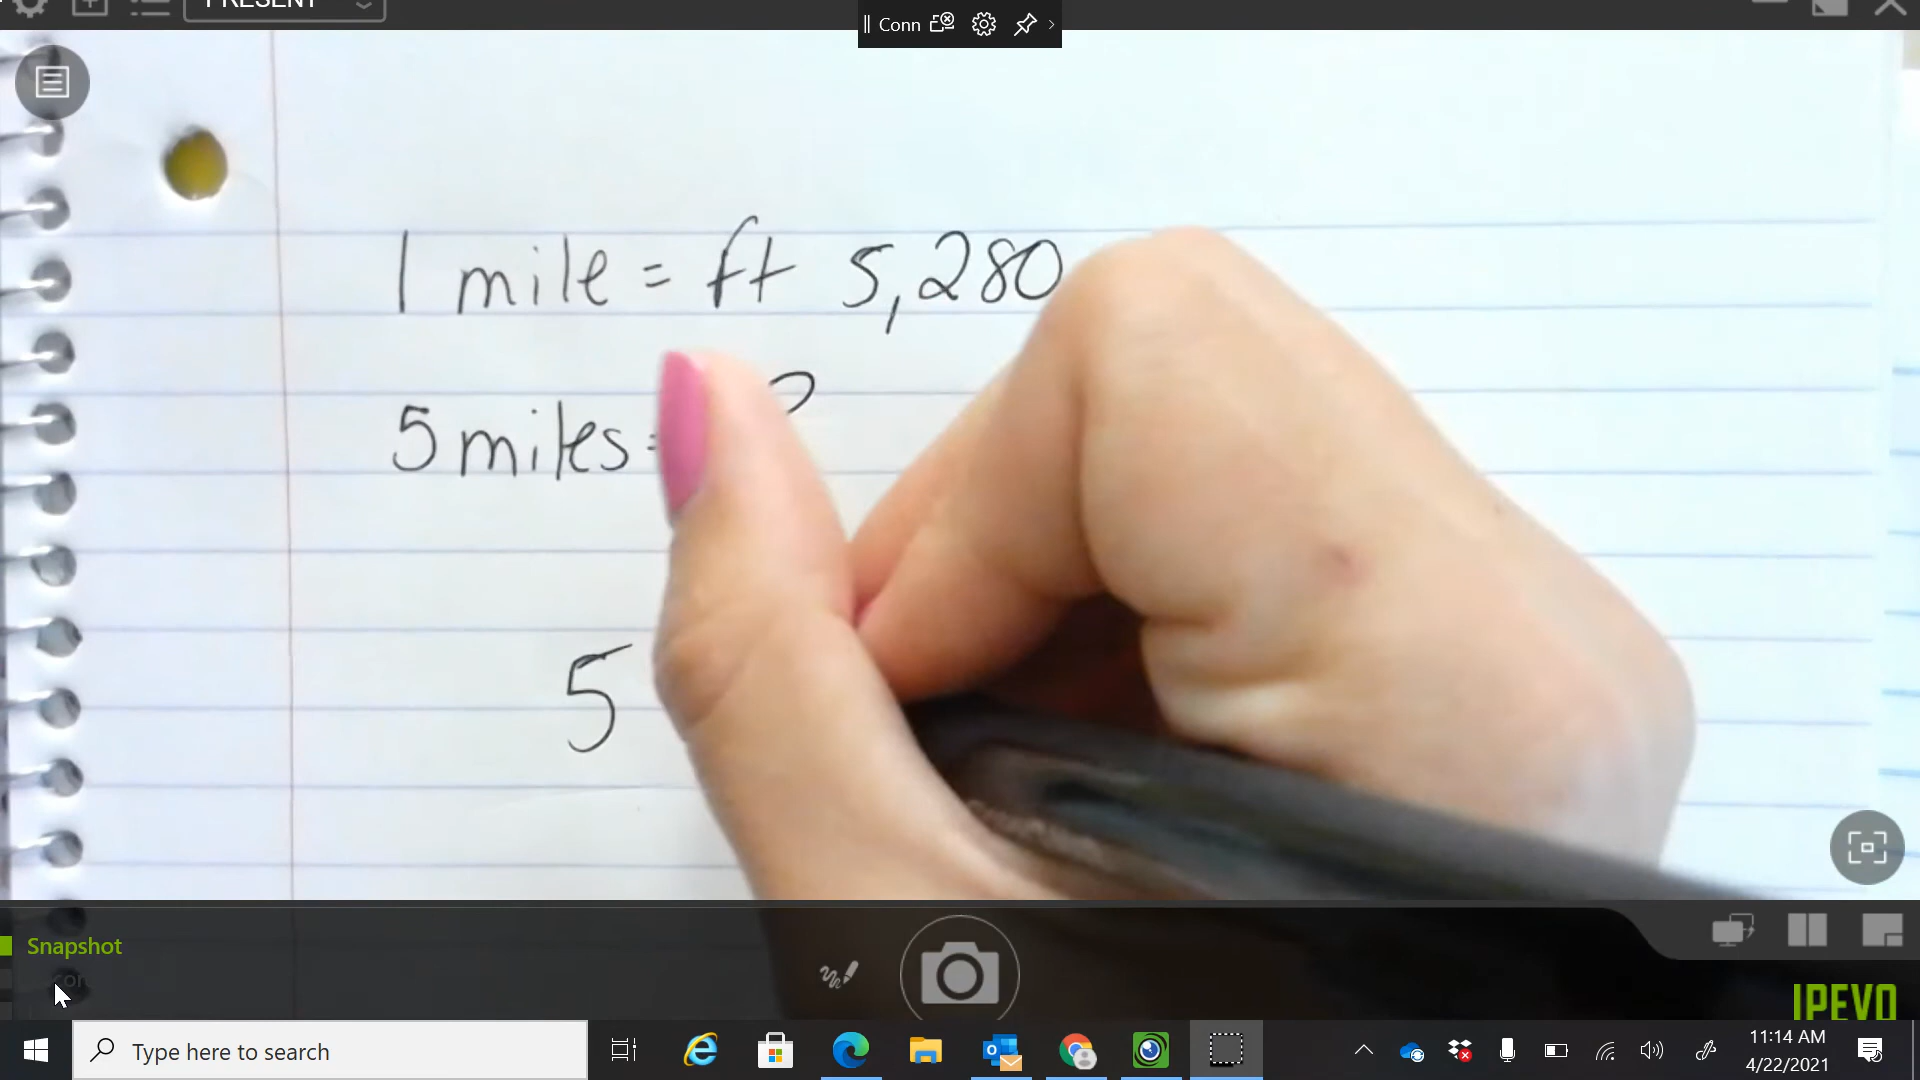 PRESENT
Conn
1 mile = ft 5,280
5 miles =
5
Snapshot
IPEVO
Type here to search
11:14 AM
4/22/2021